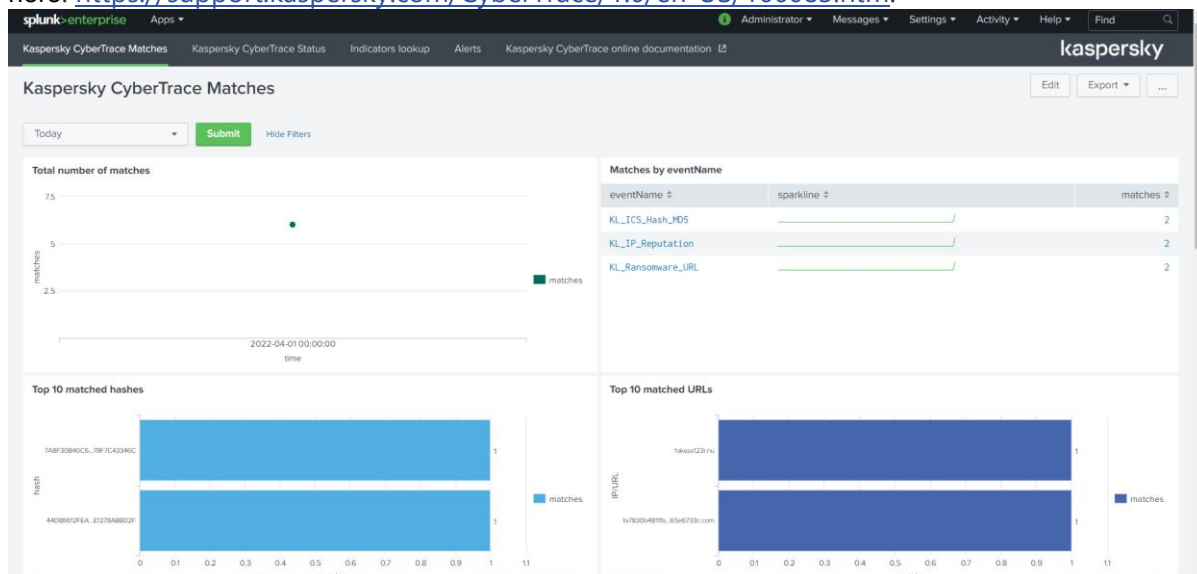 here: https://support.kaspersky.com/CyberTrace/4.0/en-US/166083.htm.
splunk>enterprise Apps Administrator Messages Settings Activity Help Find
Kaspersky CyberTrace Matches Kaspersky CyberTrace Status Indicators lookup Alerts Kaspersky CyberTrace online documentation kaspersky
Kaspersky CyberTrace Matches Edit Export ...
Today Submit Hide Filters
Total number of matches
7.5
5
2.5
matches
matches
2022-04-01 00:00:00
time
Matches by eventName
eventName sparkline matches
KL_ICS_Hash_MD5 2
KL_IP_Reputation 2
KL_Ransomware_URL 2
Top 10 matched hashes
7A8F30B40C6...78F7C43346C 1
hash
matches
44D88612FEA...E1278ABB02F 1
0 0.1 0.2 0.3 0.4 0.5 0.6 0.7 0.8 0.9 1 1.1
Top 10 matched URLs
fakess123r.nu 1
IP/URL
matches
1
0 0.1 0.2 0.3 0.4 0.5 0.6 0.7 0.8 0.9 1 1.1